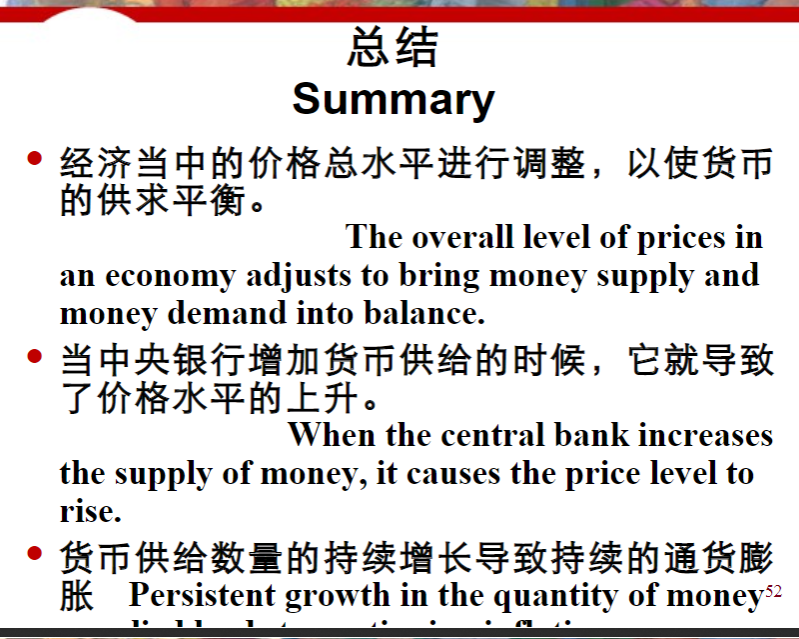 总结
Summary
• 经济当中的价格总水平进行调整，以使货币
的供求平衡。
The overall level of prices in
an economy adjusts to bring money supply and
money demand into balance.
• 当中央银行增加货币供给的时候，它就导致
了价格水平的上升。
When the central bank increases
the supply of money, it causes the price level to
rise.
• 货币供给数量的持续增长导致持续的通货膨
胀 Persistent growth in the quantity of money
52